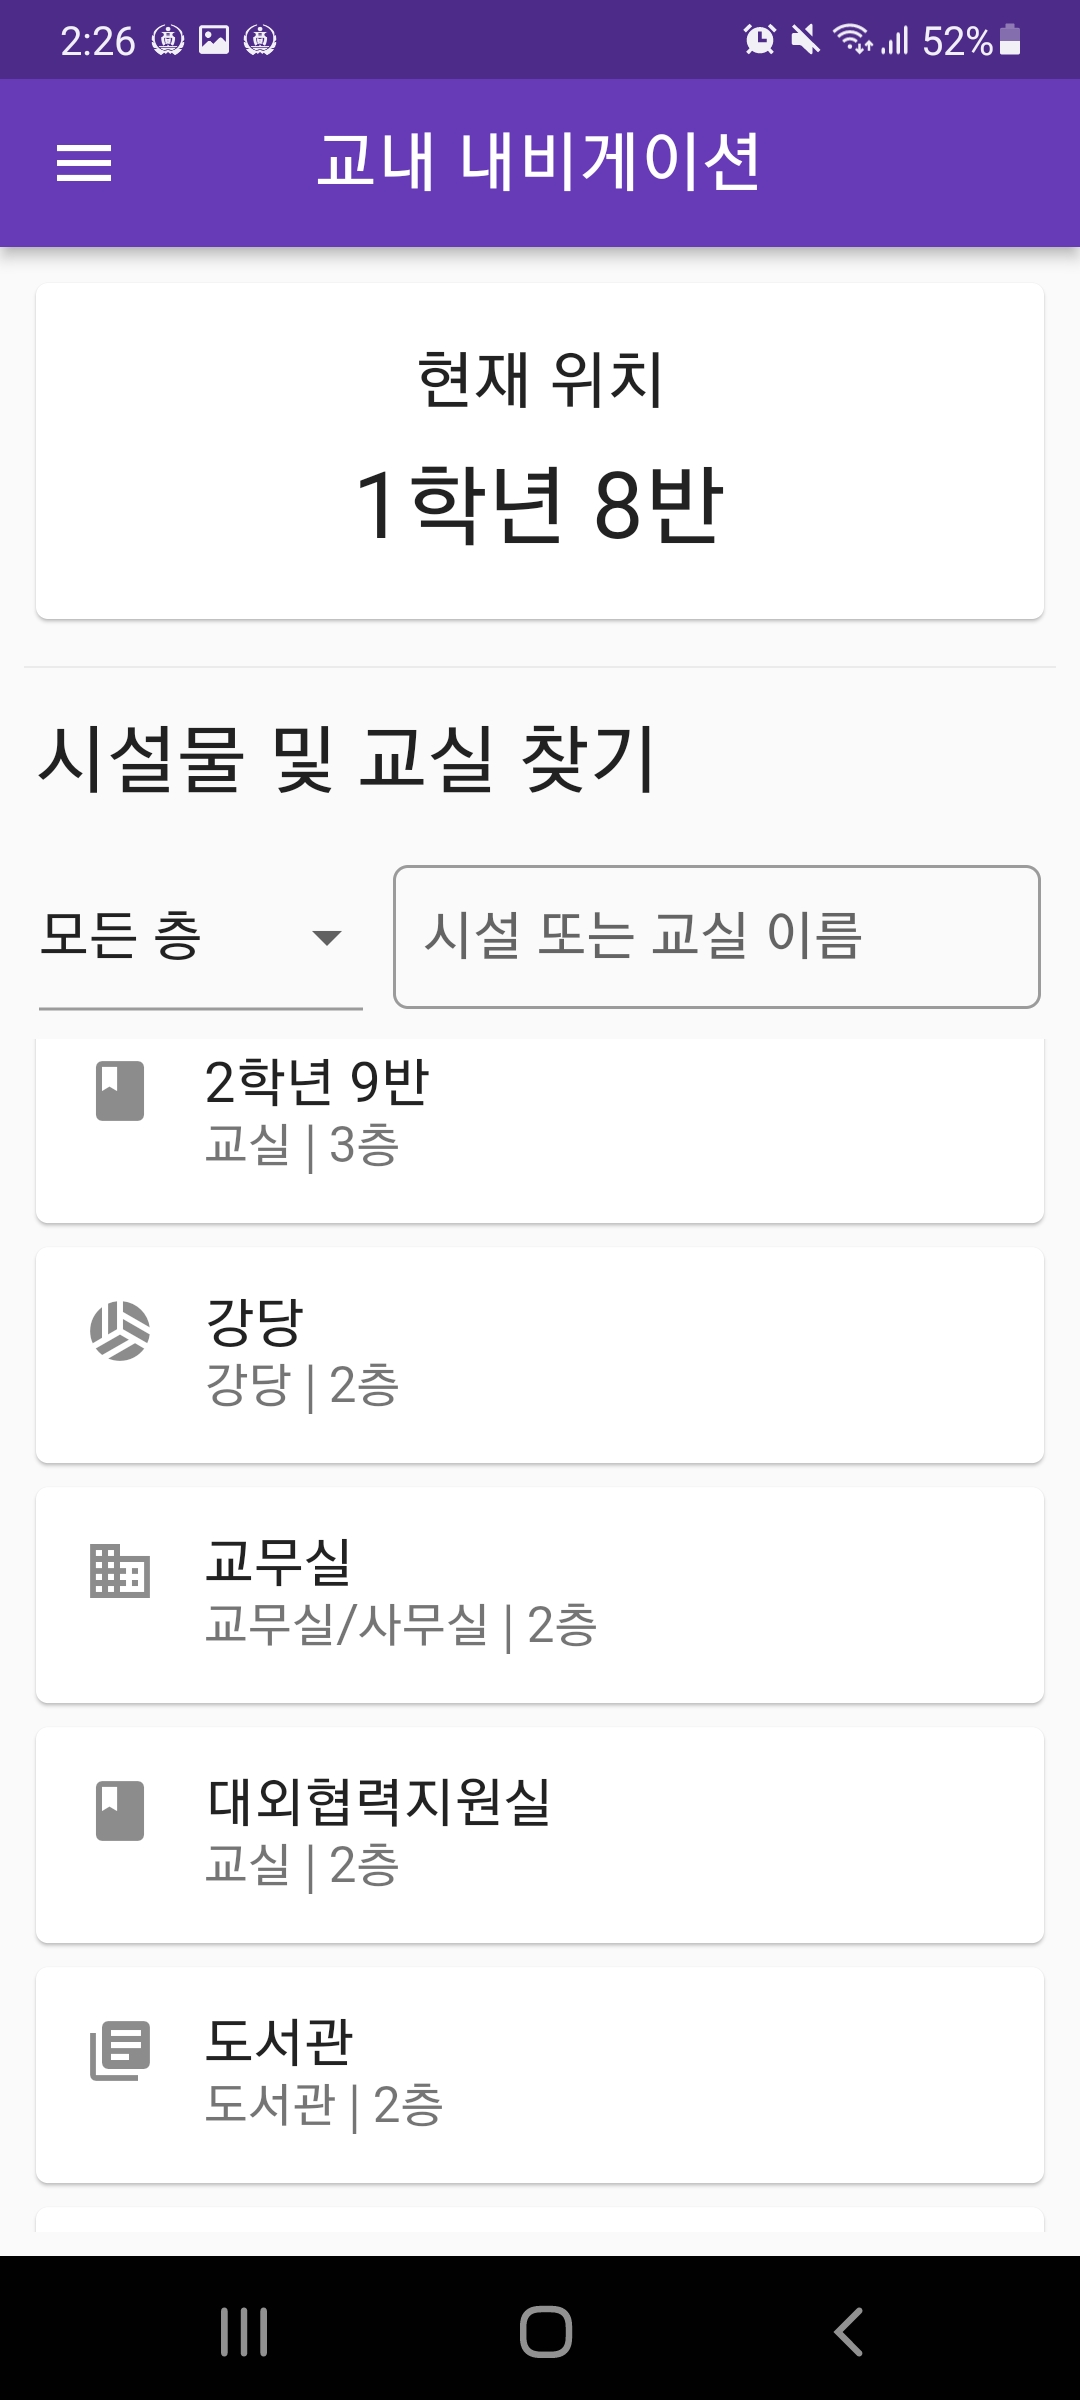 2:26 52%
교내 내비게이션
현재 위치
1학년 8반
시설물 및 교실 찾기
모든 층
시설 또는 교실 이름
2학년 9반
교실 | 3층
강당
강당 | 2층
교무실
교무실/사무실 | 2층
대외협력지원실
교실 | 2층
도서관
도서관 | 2층